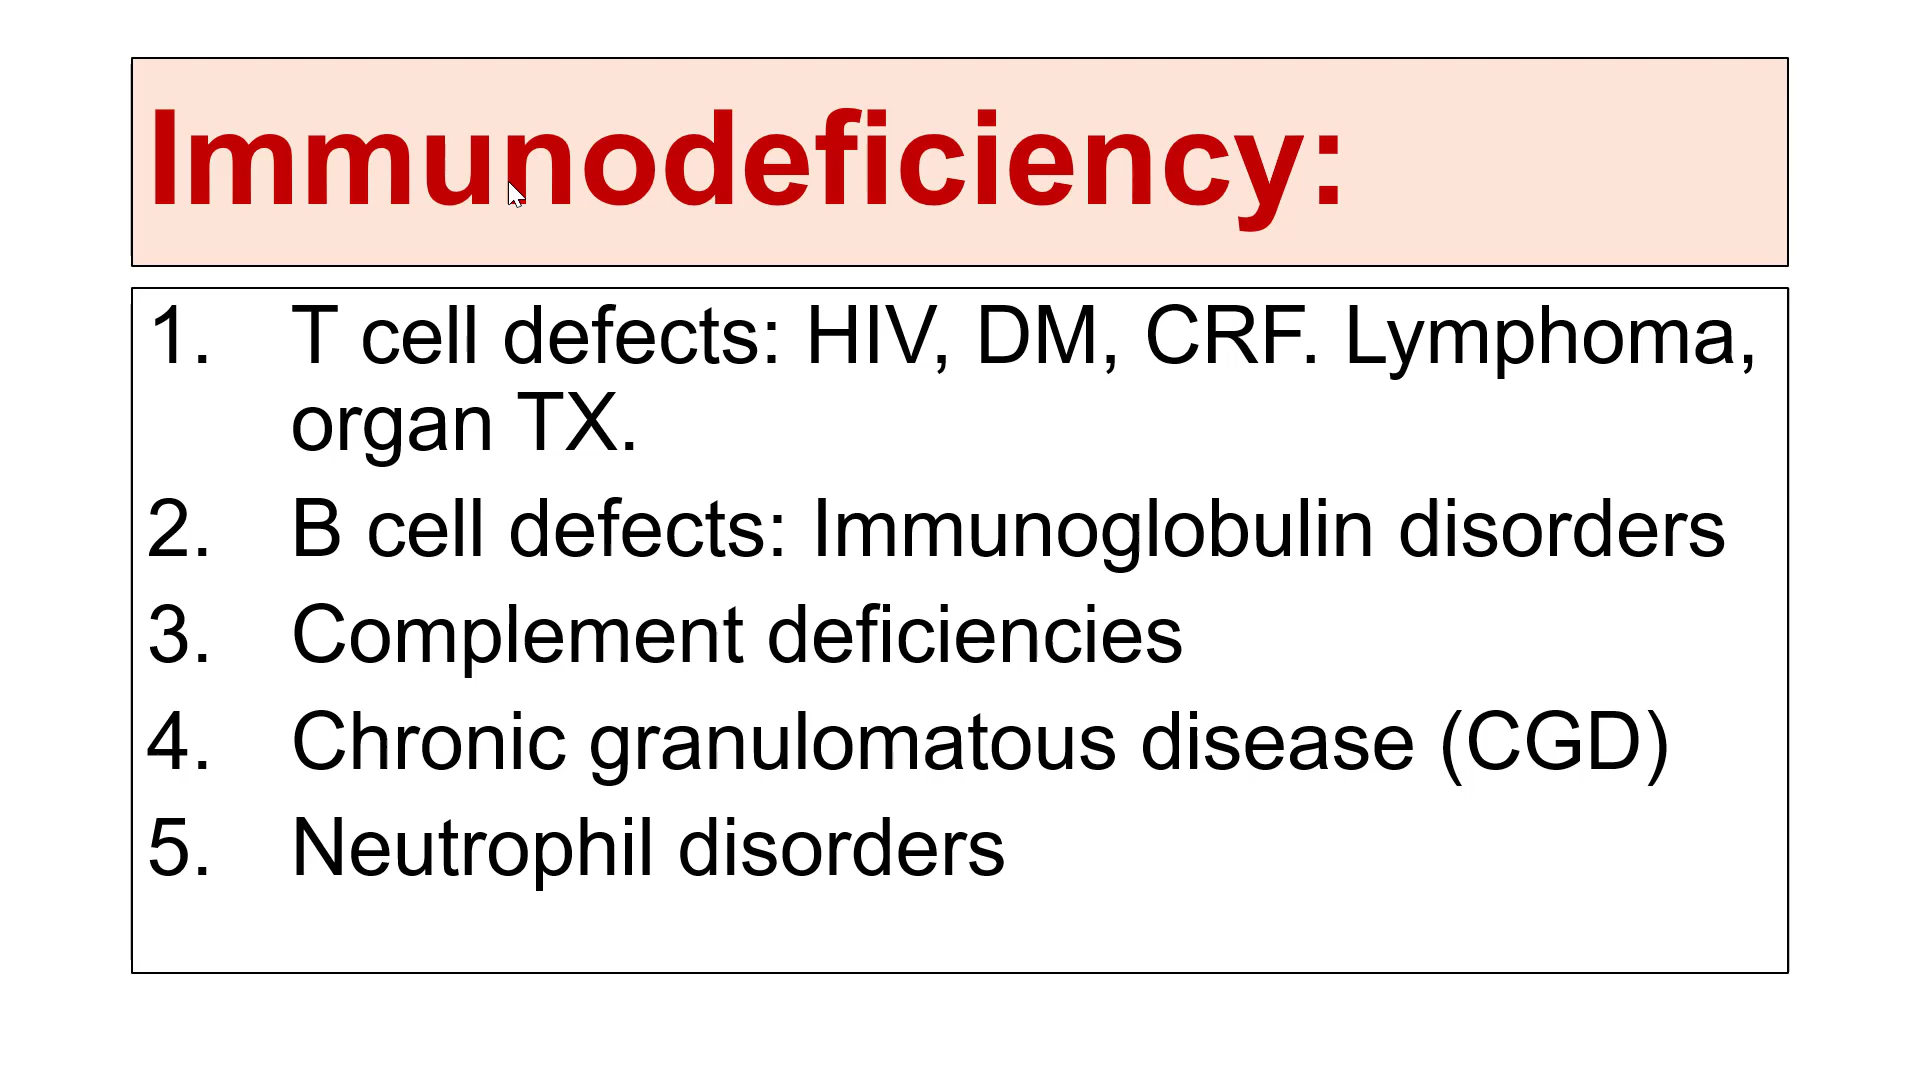 Immunodeficiency:
1. T cell defects: HIV, DM, CRF. Lymphoma,
organ TX.
2. B cell defects: Immunoglobulin disorders
3. Complement deficiencies
4. Chronic granulomatous disease (CGD)
5. Neutrophil disorders